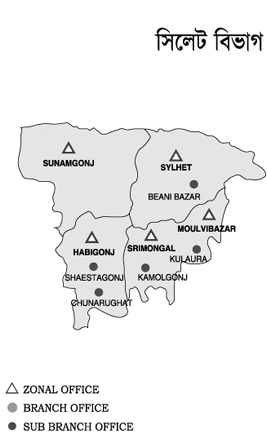 সিলেট বিভাগ
SUNAMGONJ
SYLHET
BEANI BAZAR
MOULVIBAZAR
HABIGONJ
SRIMONGAL
KULAURA
SHAESTAGONJ
KAMOLGONJ
CHUNARUGHAT
ZONAL OFFICE
BRANCH OFFICE
SUB BRANCH OFFICE